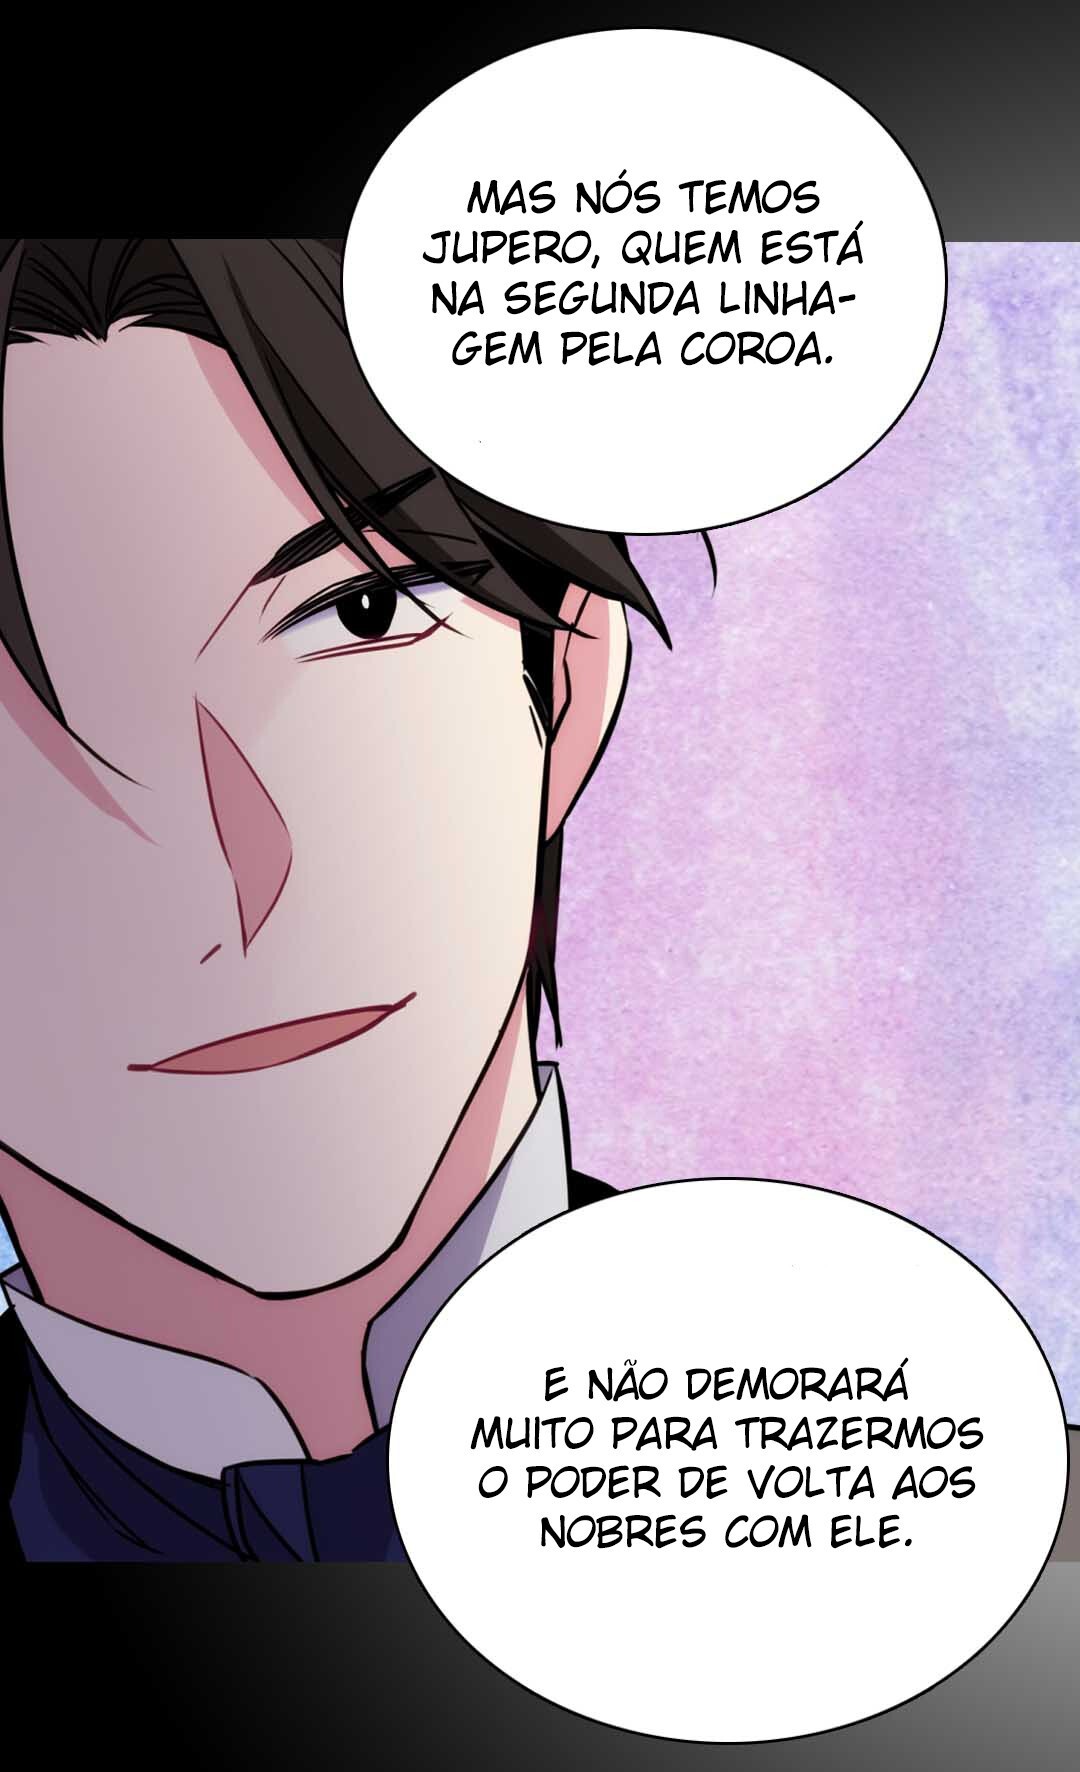 MAS NÓS TEMOS
JUPERO, QUEM ESTÁ
NA SEGUNDA LINHA-
GEM PELA COROA.
E NÃO DEMORARÁ
MUITO PARA TRAZERMOS
O PODER DE VOLTA AOS
NOBRES COM ELE.